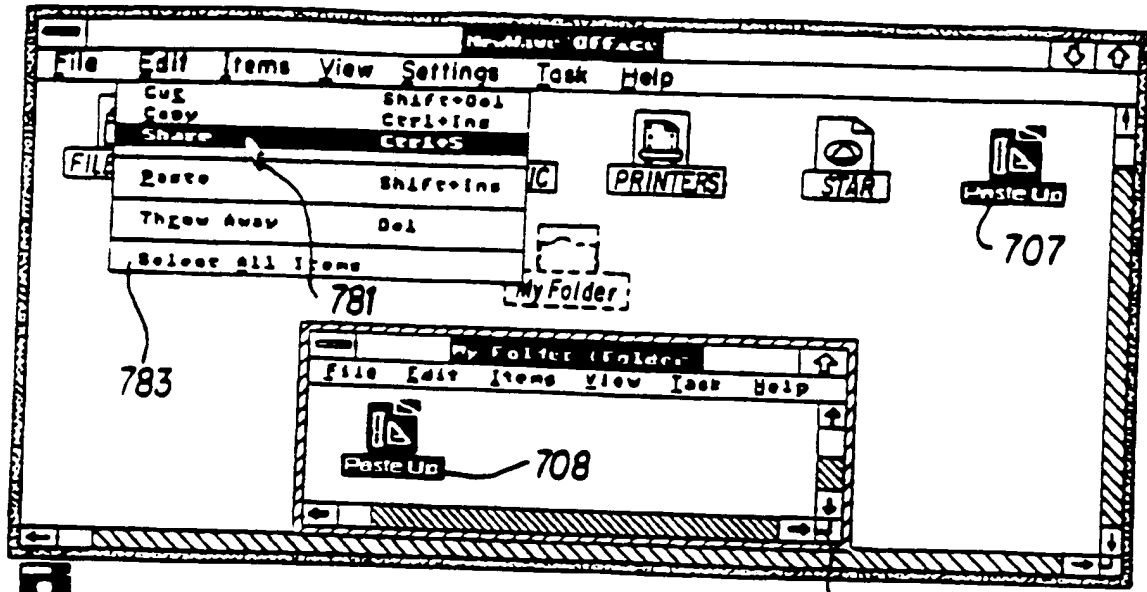 NewWave Office
File Edit Items View Settings Task Help
Cut Shift+Del
Copy Ctrl+Ins
Share Ctrl+S
Paste Shift+Ins
Throw Away Del
Select All Items
FILE
IC
PRINTERS
STAR
Paste Up
707
My Folder
781
783
My Folder (Folder
File Edit Items View Task Help
Paste Up
708